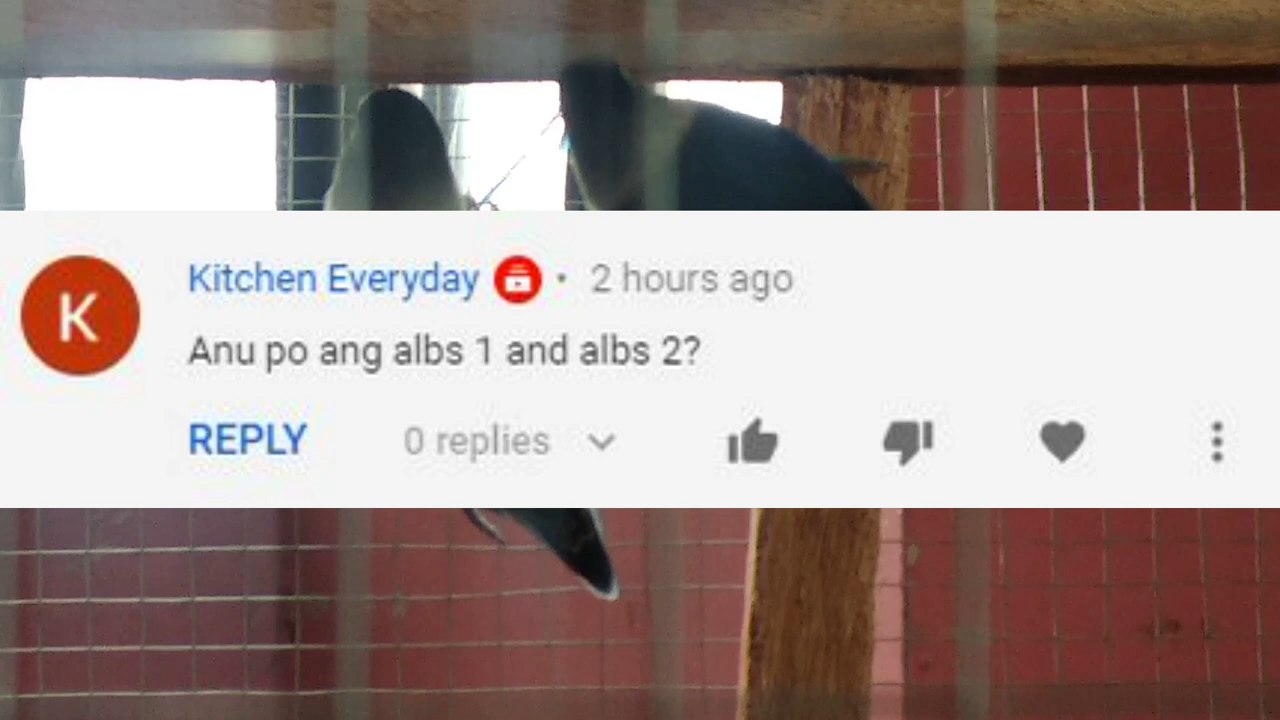 K
Kitchen Everyday • 2 hours ago
Anu po ang albs 1 and albs 2?
REPLY 0 replies